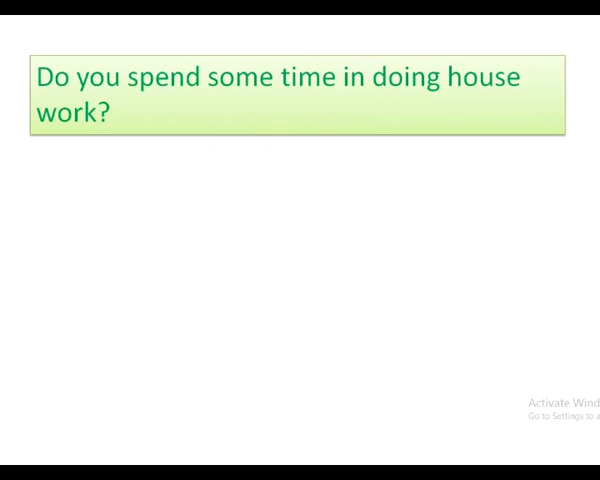 Do you spend some time in doing house
work?
Activate Wind
Go to Settings to a